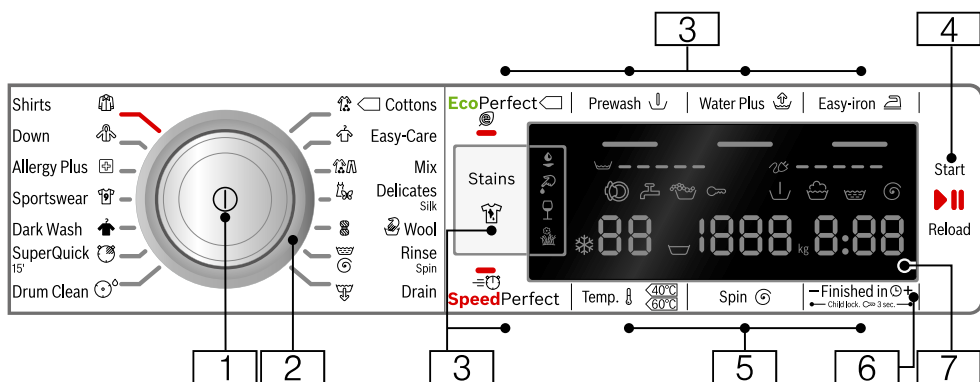 3
4
Shirts
Down
Allergy Plus
Sportswear
Dark Wash
SuperQuick
15'
Drum Clean
Cottons
Easy-Care
Mix
Delicates
Silk
Wool
Rinse
Spin
Drain
EcoPerfect
Prewash
Water Plus
Easy-iron
Stains
88 1888 kg 8:88
Start
Reload
SpeedPerfect
Temp. 40°C
60°C
Spin
– Finished in +
Child lock. 3 sec.
1
2
3
5
6
7